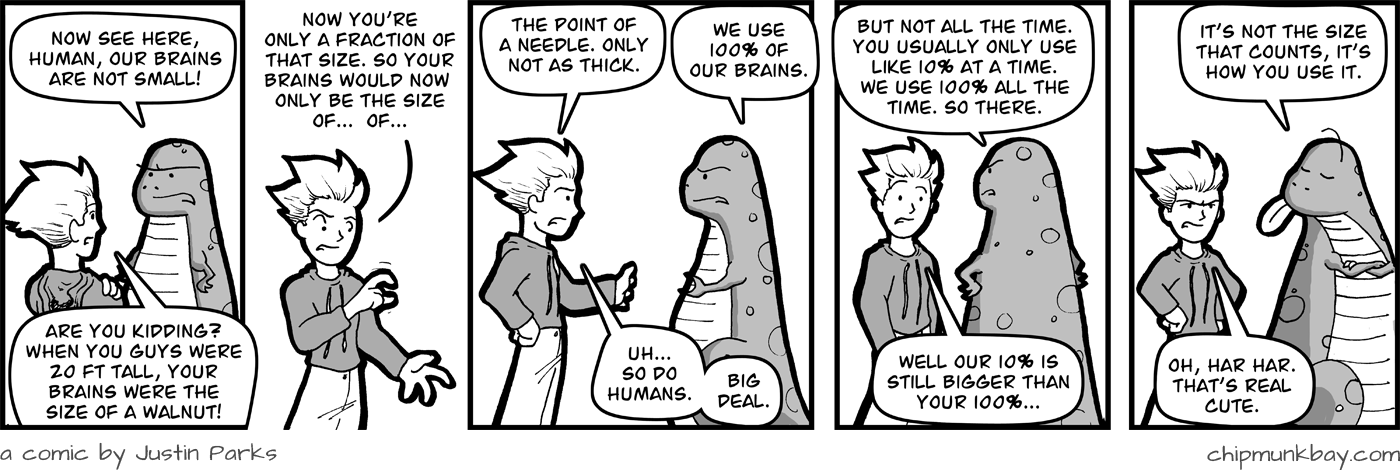 NOW SEE HERE,
HUMAN, OUR BRAINS
ARE NOT SMALL!
ARE YOU KIDDING?
WHEN YOU GUYS WERE
20 FT TALL, YOUR
BRAINS WERE THE
SIZE OF A WALNUT!
NOW YOU'RE
ONLY A FRACTION OF
THAT SIZE. SO YOUR
BRAINS WOULD NOW
ONLY BE THE SIZE
OF... OF...
THE POINT OF
A NEEDLE. ONLY
NOT AS THICK.
WE USE
100% OF
OUR BRAINS.
UH...
SO DO
HUMANS.
BIG
DEAL.
BUT NOT ALL THE TIME.
YOU USUALLY ONLY USE
LIKE 10% AT A TIME.
WE USE 100% ALL THE
TIME. SO THERE.
WELL OUR 10% IS
STILL BIGGER THAN
YOUR 100%...
IT'S NOT THE SIZE
THAT COUNTS, IT'S
HOW YOU USE IT.
OH, HAR HAR.
THAT'S REAL
CUTE.
a comic by Justin Parks
chipmunkbay.com